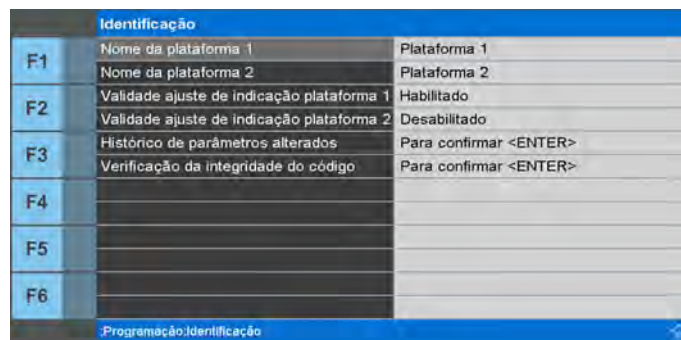 Identificação
F1
Nome da plataforma 1 Plataforma 1
Nome da plataforma 2 Plataforma 2
F2
Validade ajuste de indicação plataforma 1 Habilitado
Validade ajuste de indicação plataforma 2 Desabilitado
F3
Histórico de parâmetros alterados Para confirmar <ENTER>
Verificação da integridade do código Para confirmar <ENTER>
F4
F5
F6
:Programação:Identificação